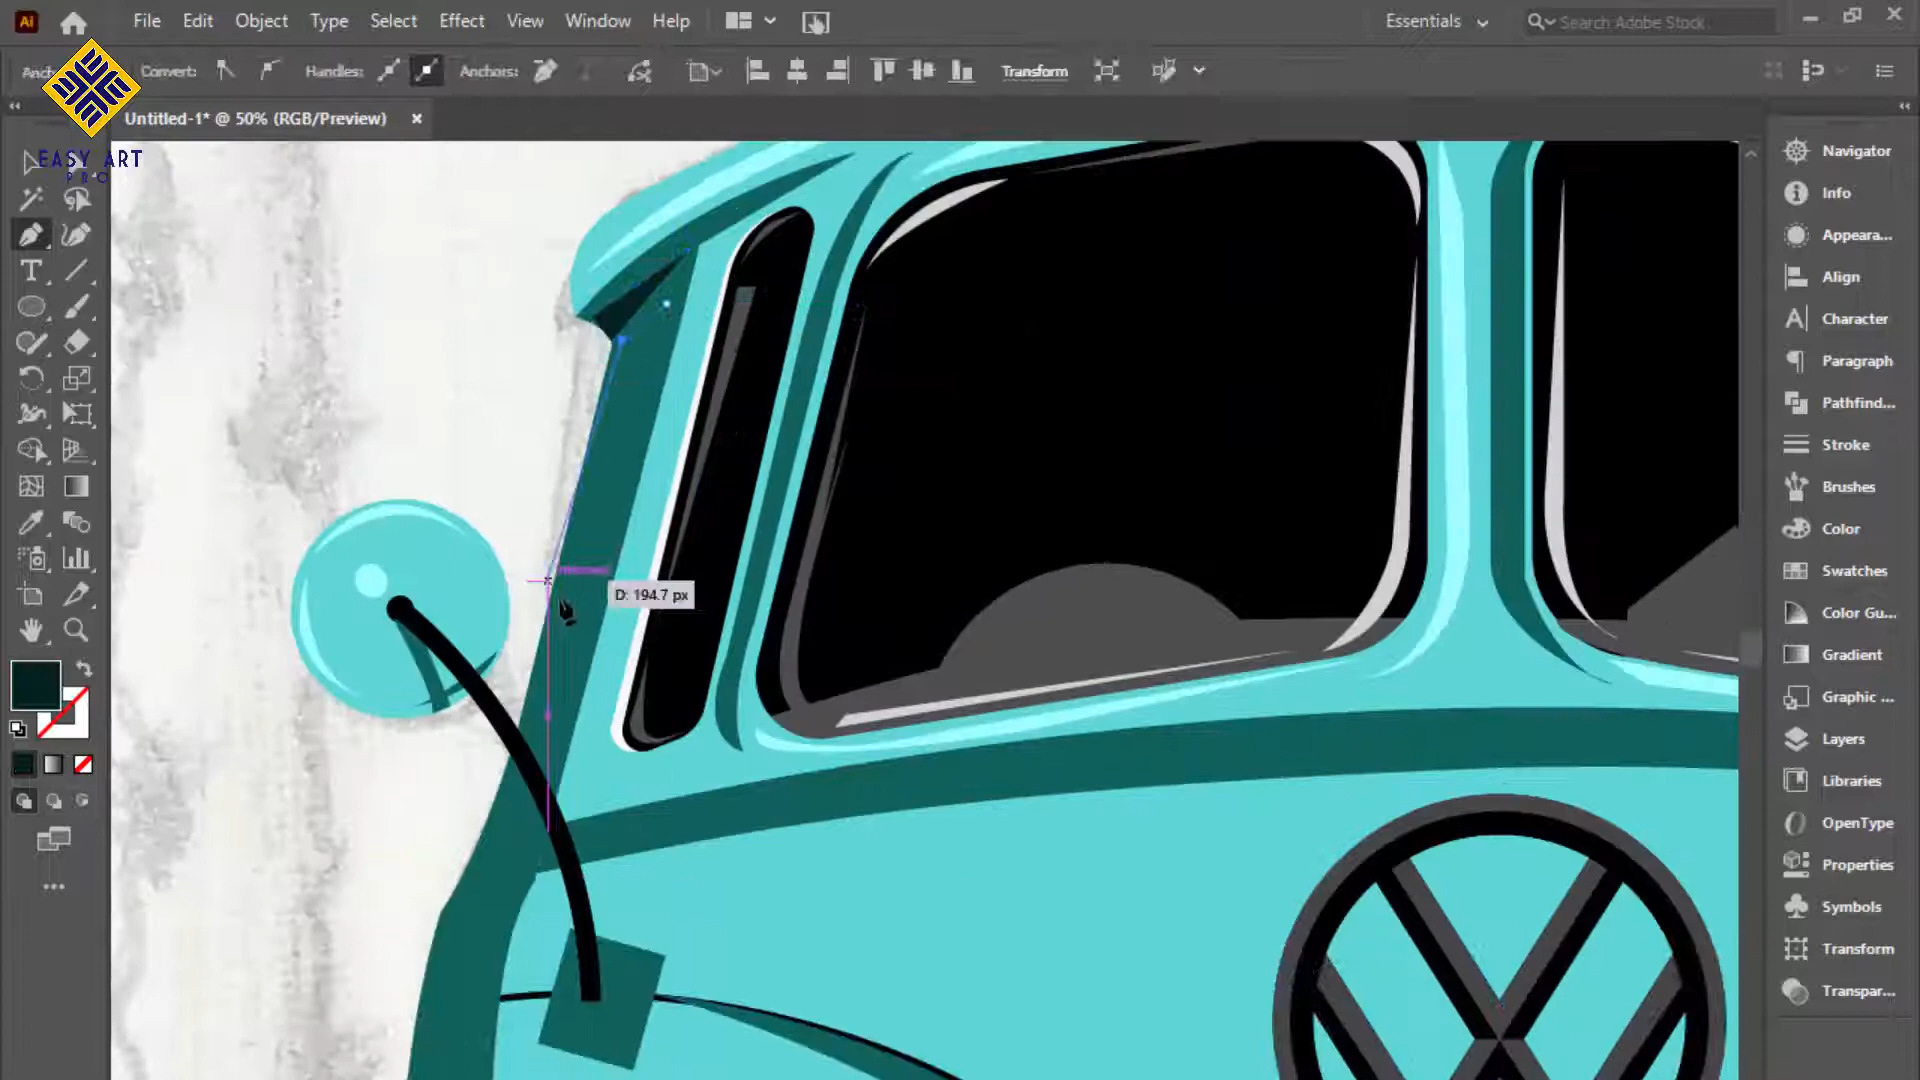 Ai File Edit Object Type Select Effect View Window Help Essentials Search Adobe Stock
Convert: Handles: Anchors: Transform
Untitled-1* @ 50% (RGB/Preview)
EASY ART
PRO
Navigator
Info
Appeara...
Align
Character
Paragraph
Pathfind...
Stroke
Brushes
Color
Swatches
D: 194.7 px
Color Gu...
Gradient
Graphic ...
Layers
Libraries
OpenType
Properties
Symbols
Transform
Transpar...